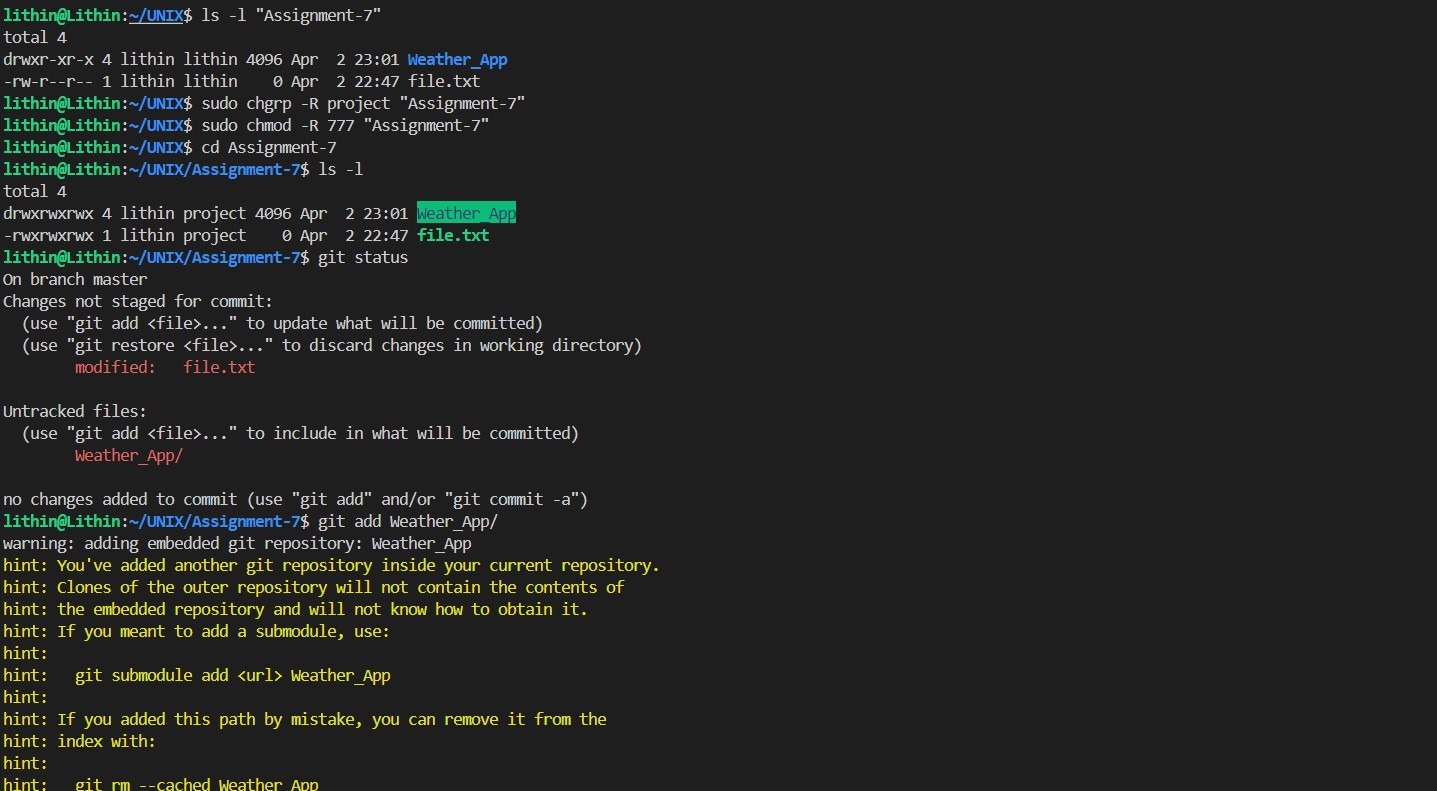 lithin@Lithin:~/UNIX$ ls -l "Assignment-7"
total 4
drwxr-xr-x 4 lithin lithin 4096 Apr  2 23:01 Weather_App
-rw-r--r-- 1 lithin lithin    0 Apr  2 22:47 file.txt
lithin@Lithin:~/UNIX$ sudo chgrp -R project "Assignment-7"
lithin@Lithin:~/UNIX$ sudo chmod -R 777 "Assignment-7"
lithin@Lithin:~/UNIX$ cd Assignment-7
lithin@Lithin:~/UNIX/Assignment-7$ ls -l
total 4
drwxrwxrwx 4 lithin project 4096 Apr  2 23:01 Weather_App
-rwxrwxrwx 1 lithin project    0 Apr  2 22:47 file.txt
lithin@Lithin:~/UNIX/Assignment-7$ git status
On branch master
Changes not staged for commit:
  (use "git add <file>..." to update what will be committed)
  (use "git restore <file>..." to discard changes in working directory)
        modified:   file.txt

Untracked files:
  (use "git add <file>..." to include in what will be committed)
        Weather_App/

no changes added to commit (use "git add" and/or "git commit -a")
lithin@Lithin:~/UNIX/Assignment-7$ git add Weather_App/
warning: adding embedded git repository: Weather_App
hint: You've added another git repository inside your current repository.
hint: Clones of the outer repository will not contain the contents of
hint: the embedded repository and will not know how to obtain it.
hint: If you meant to add a submodule, use:
hint:
hint:   git submodule add <url> Weather_App
hint:
hint: If you added this path by mistake, you can remove it from the
hint: index with:
hint:
hint:   git rm --cached Weather_App